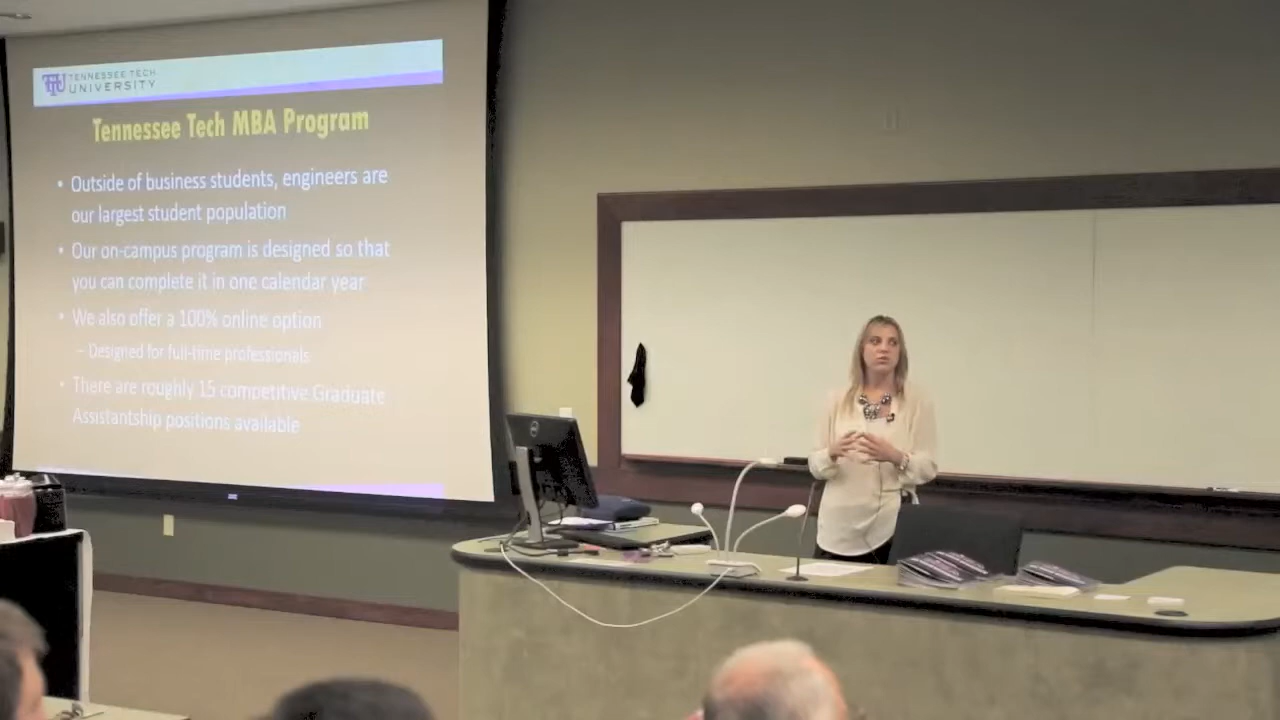 TTU TENNESSEE TECH
UNIVERSITY
Tennessee Tech MBA Program
• Outside of business students, engineers are
our largest student population
• Our on-campus program is designed so that
you can complete it in one calendar year
• We also offer a 100% online option
– Designed for full-time professionals
• There are roughly 15 competitive Graduate
Assistantship positions available
DELL